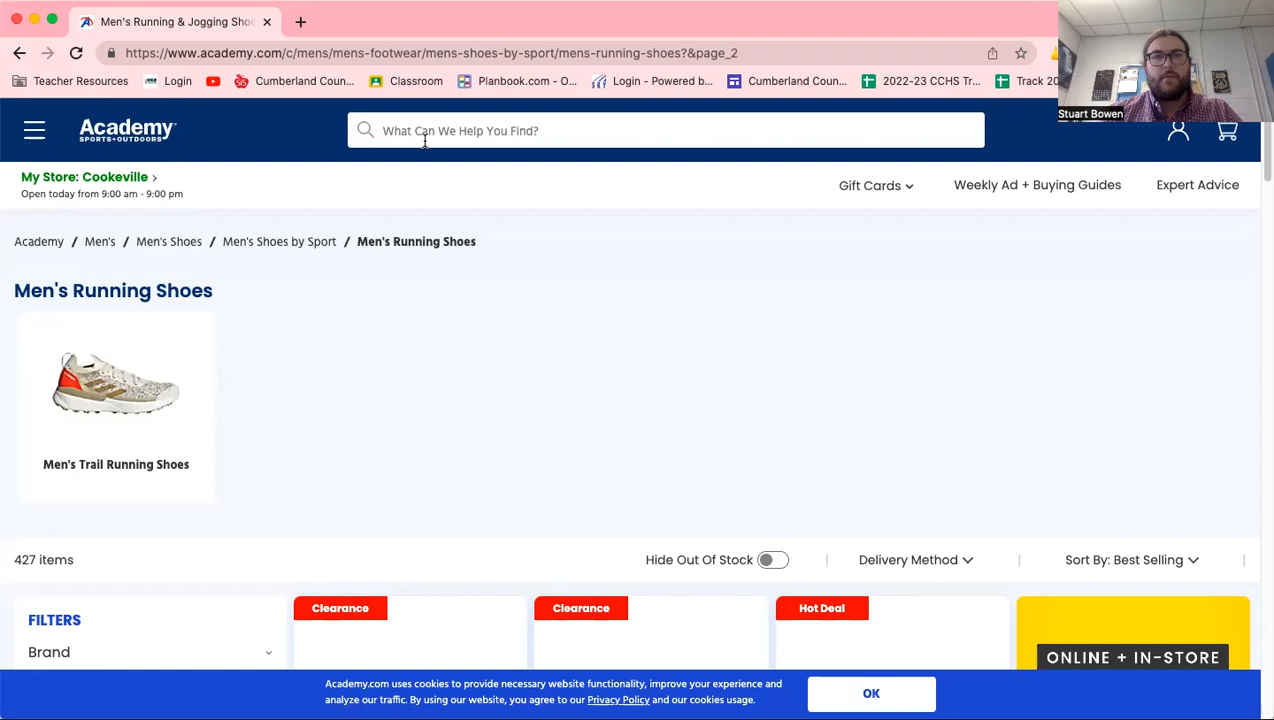 Men's Running & Jogging Shoe
https://www.academy.com/c/mens/mens-footwear/mens-shoes-by-sport/mens-running-shoes?&page_2
Teacher Resources
Login
Cumberland Coun...
Classroom
Planbook.com - O...
Login - Powered b...
Cumberland Coun...
2022-23 CCHS Tr...
Track 20
Stuart Bowen
Academy
SPORTS+OUTDOORS
What Can We Help You Find?
My Store: Cookeville >
Open today from 9:00 am - 9:00 pm
Gift Cards
Weekly Ad + Buying Guides
Expert Advice
Academy / Men's / Men's Shoes / Men's Shoes by Sport / Men's Running Shoes
Men's Running Shoes
Men's Trail Running Shoes
427 items
Hide Out Of Stock
Delivery Method
Sort By: Best Selling
FILTERS
Brand
Clearance
Clearance
Hot Deal
ONLINE + IN-STORE
Academy.com uses cookies to provide necessary website functionality, improve your experience and
analyze our traffic. By using our website, you agree to our Privacy Policy and our cookies usage.
OK